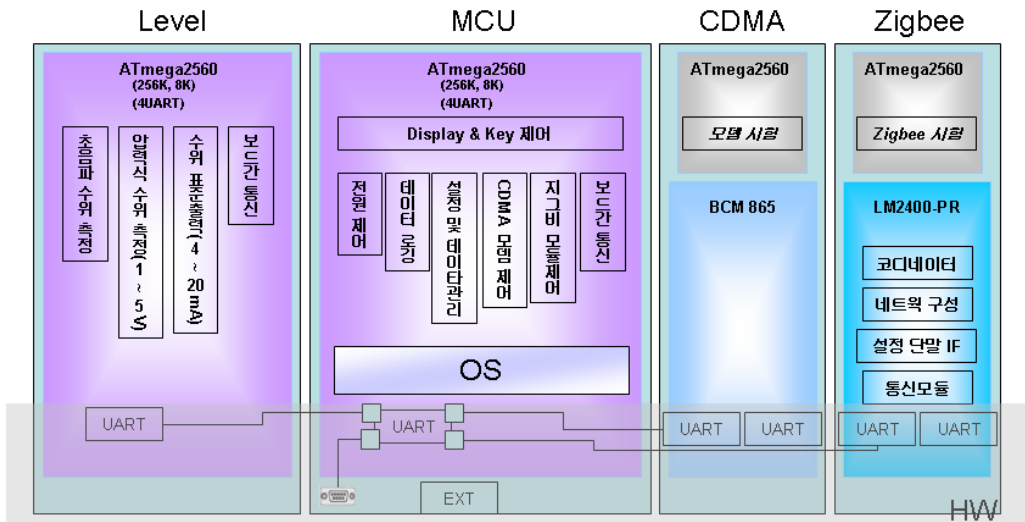 Level
MCU
CDMA
Zigbee
ATmega2560
(256K, 8K)
(4UART)
초음파 수위 측정
압력식 수위 측정(1 ~ 5V)
수위 표준출력(4 ~ 20mA)
보드간 통신
ATmega2560
(256K, 8K)
(4UART)
Display & Key 제어
전원 제어
데이터 로깅
설정 및 데이타관리
CDMA 모뎀 제어
지그비 모듈제어
보드간 통신
OS
ATmega2560
모뎀 시험
BCM 865
ATmega2560
Zigbee 시험
LM2400-PR
코디네이터
네트웍 구성
설정 단말 IF
통신모듈
UART
UART
UART
UART
UART
UART
EXT
HW